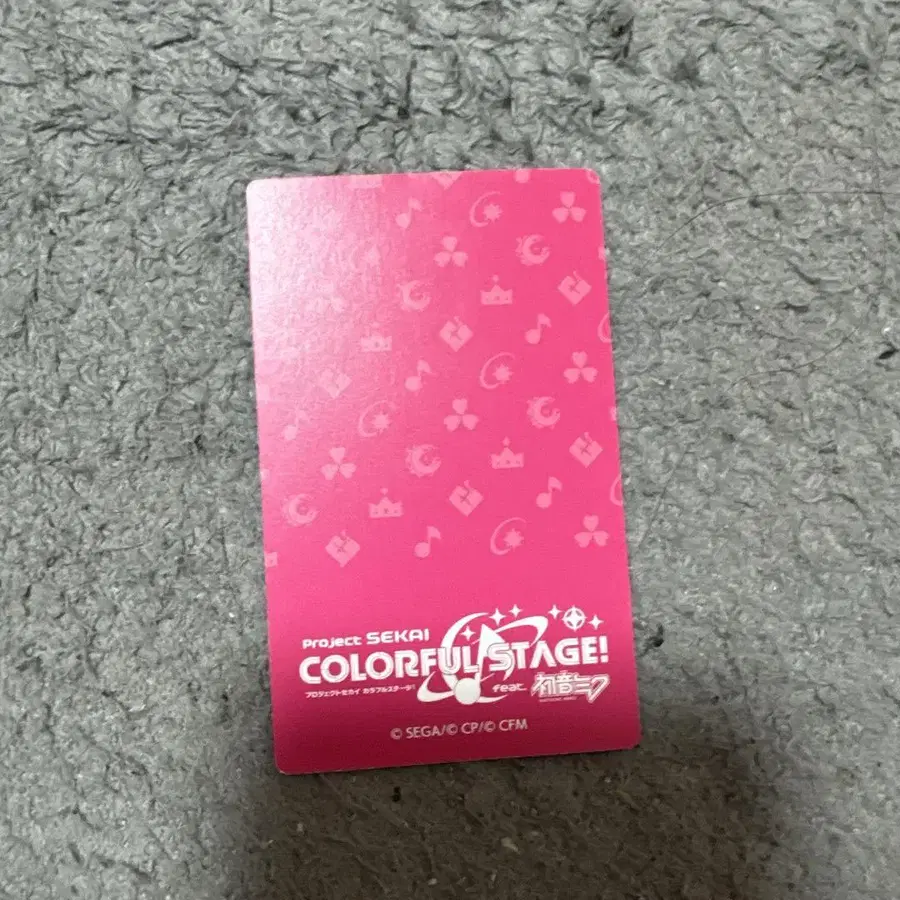 Project SEKAI
COLORFUL STAGE!
プロジェクトセカイ カラフルステージ!
feat. 初音ミク
© SEGA/© CP/© CFM